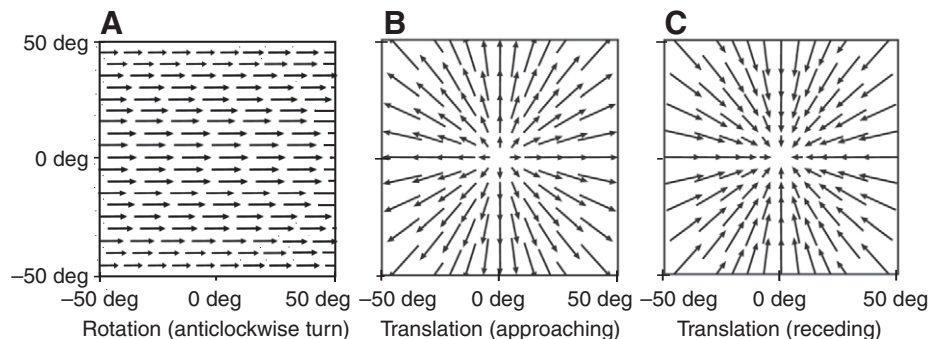 A B C
50 deg
0 deg
–50 deg
–50 deg 0 deg 50 deg –50 deg 0 deg 50 deg –50 deg 0 deg 50 deg
Rotation (anticlockwise turn) Translation (approaching) Translation (receding)